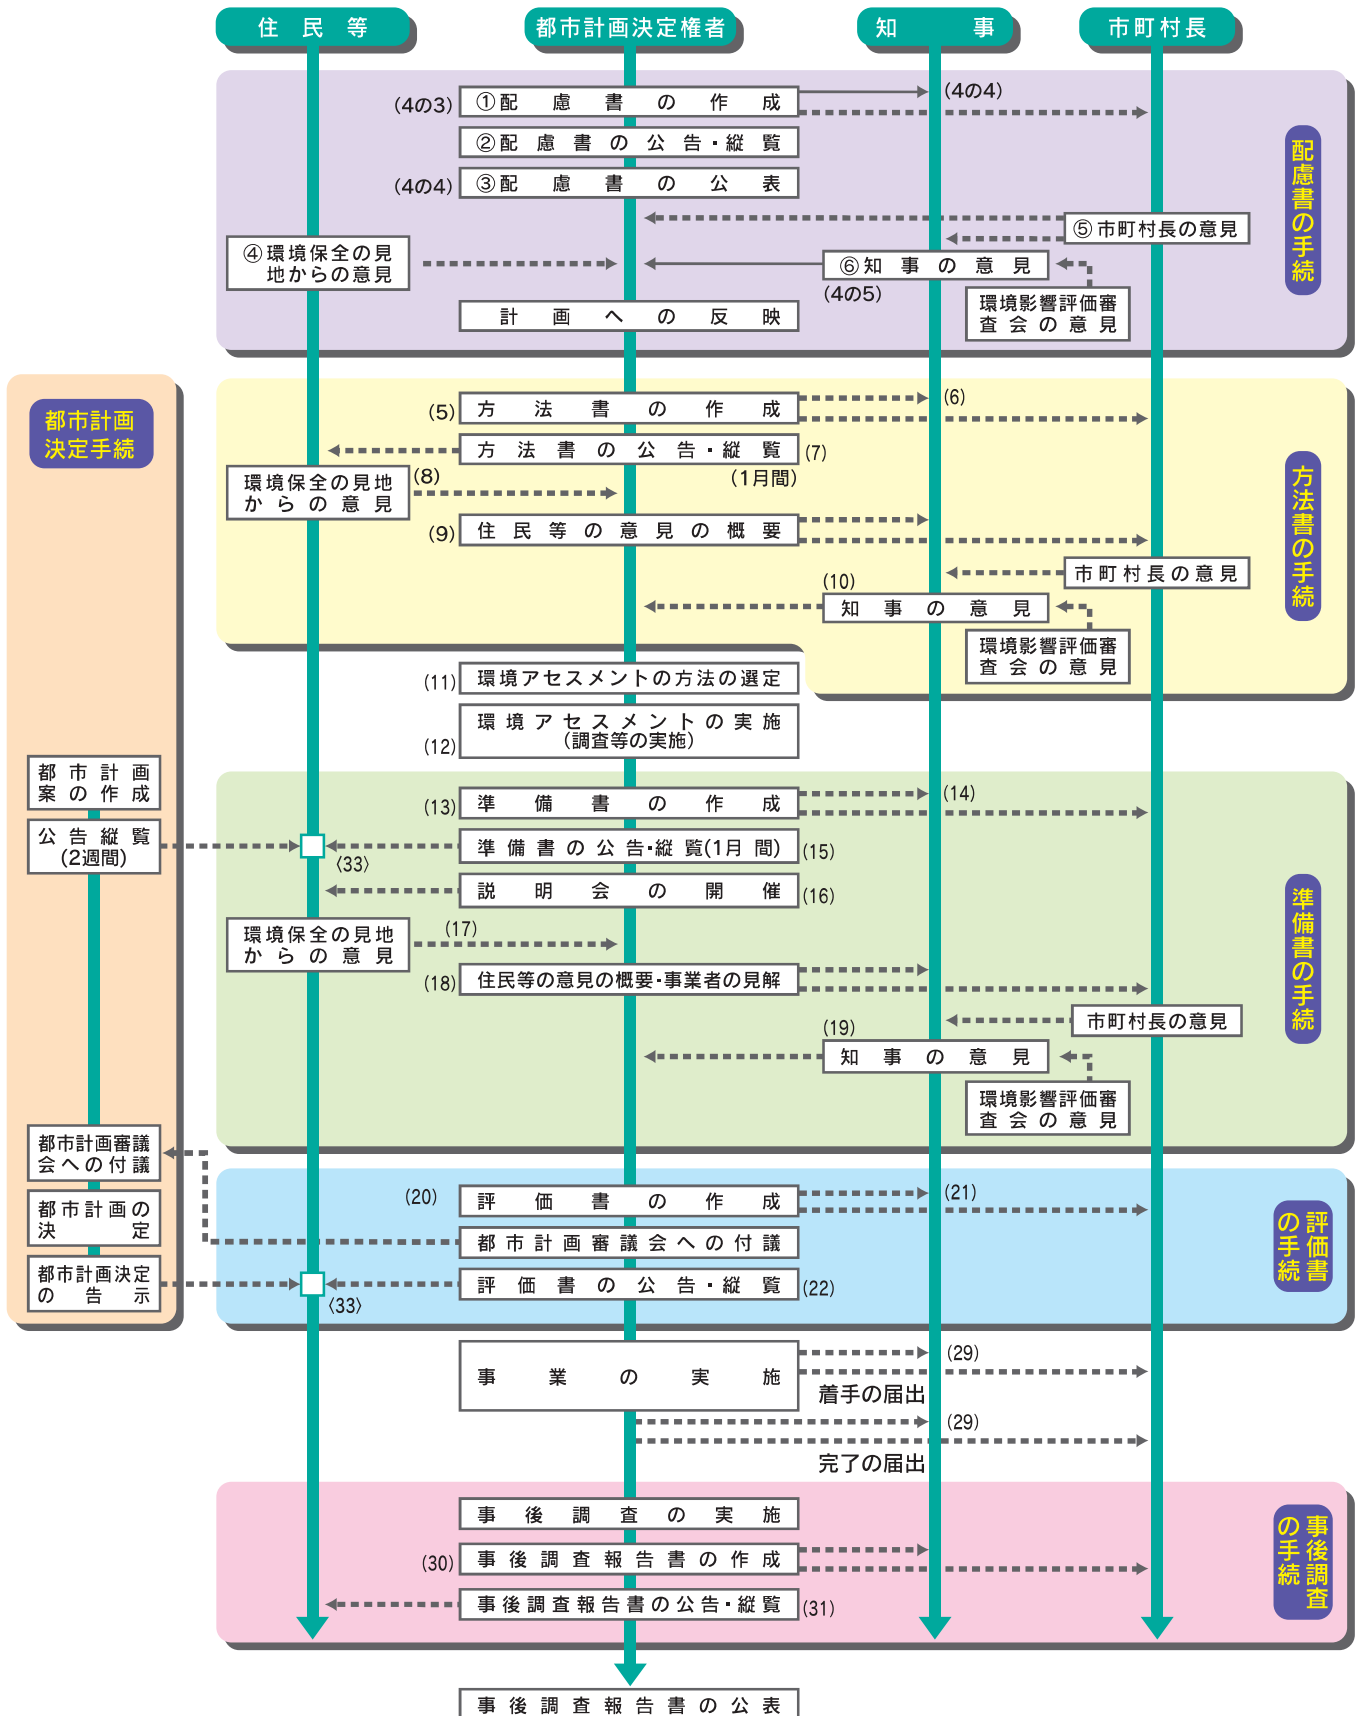 住民等
都市計画決定権者
知事
市町村長
配慮書の手続
(4の3)
①配慮書の作成
(4の4)
②配慮書の公告・縦覧
(4の4)
③配慮書の公表
⑤市町村長の意見
④環境保全の見
地からの意見
⑥知事の意見
(4の5)
環境影響評価審
査会の意見
計画への反映
都市計画
決定手続
方法書の手続
(5)
方法書の作成
(6)
方法書の公告・縦覧
(7)
(1月間)
環境保全の見地
からの意見
(8)
(9)
住民等の意見の概要
市町村長の意見
(10)
知事の意見
環境影響評価審
査会の意見
(11)
環境アセスメントの方法の選定
(12)
環境アセスメントの実施
(調査等の実施)
都市計画
案の作成
公告縦覧
(2週間)
準備書の手続
(13)
準備書の作成
(14)
準備書の公告・縦覧(1月間)
(15)
〈33〉
説明会の開催
(16)
環境保全の見地
からの意見
(17)
(18)
住民等の意見の概要・事業者の見解
市町村長の意見
(19)
知事の意見
環境影響評価審
査会の意見
都市計画審議
会への付議
都市計画の
決定
都市計画決定
の告示
評価書
の手続
(20)
評価書の作成
(21)
都市計画審議会への付議
評価書の公告・縦覧
(22)
〈33〉
事業の実施
(29)
着手の届出
(29)
完了の届出
事後調査
の手続
事後調査の実施
(30)
事後調査報告書の作成
事後調査報告書の公告・縦覧
(31)
事後調査報告書の公表